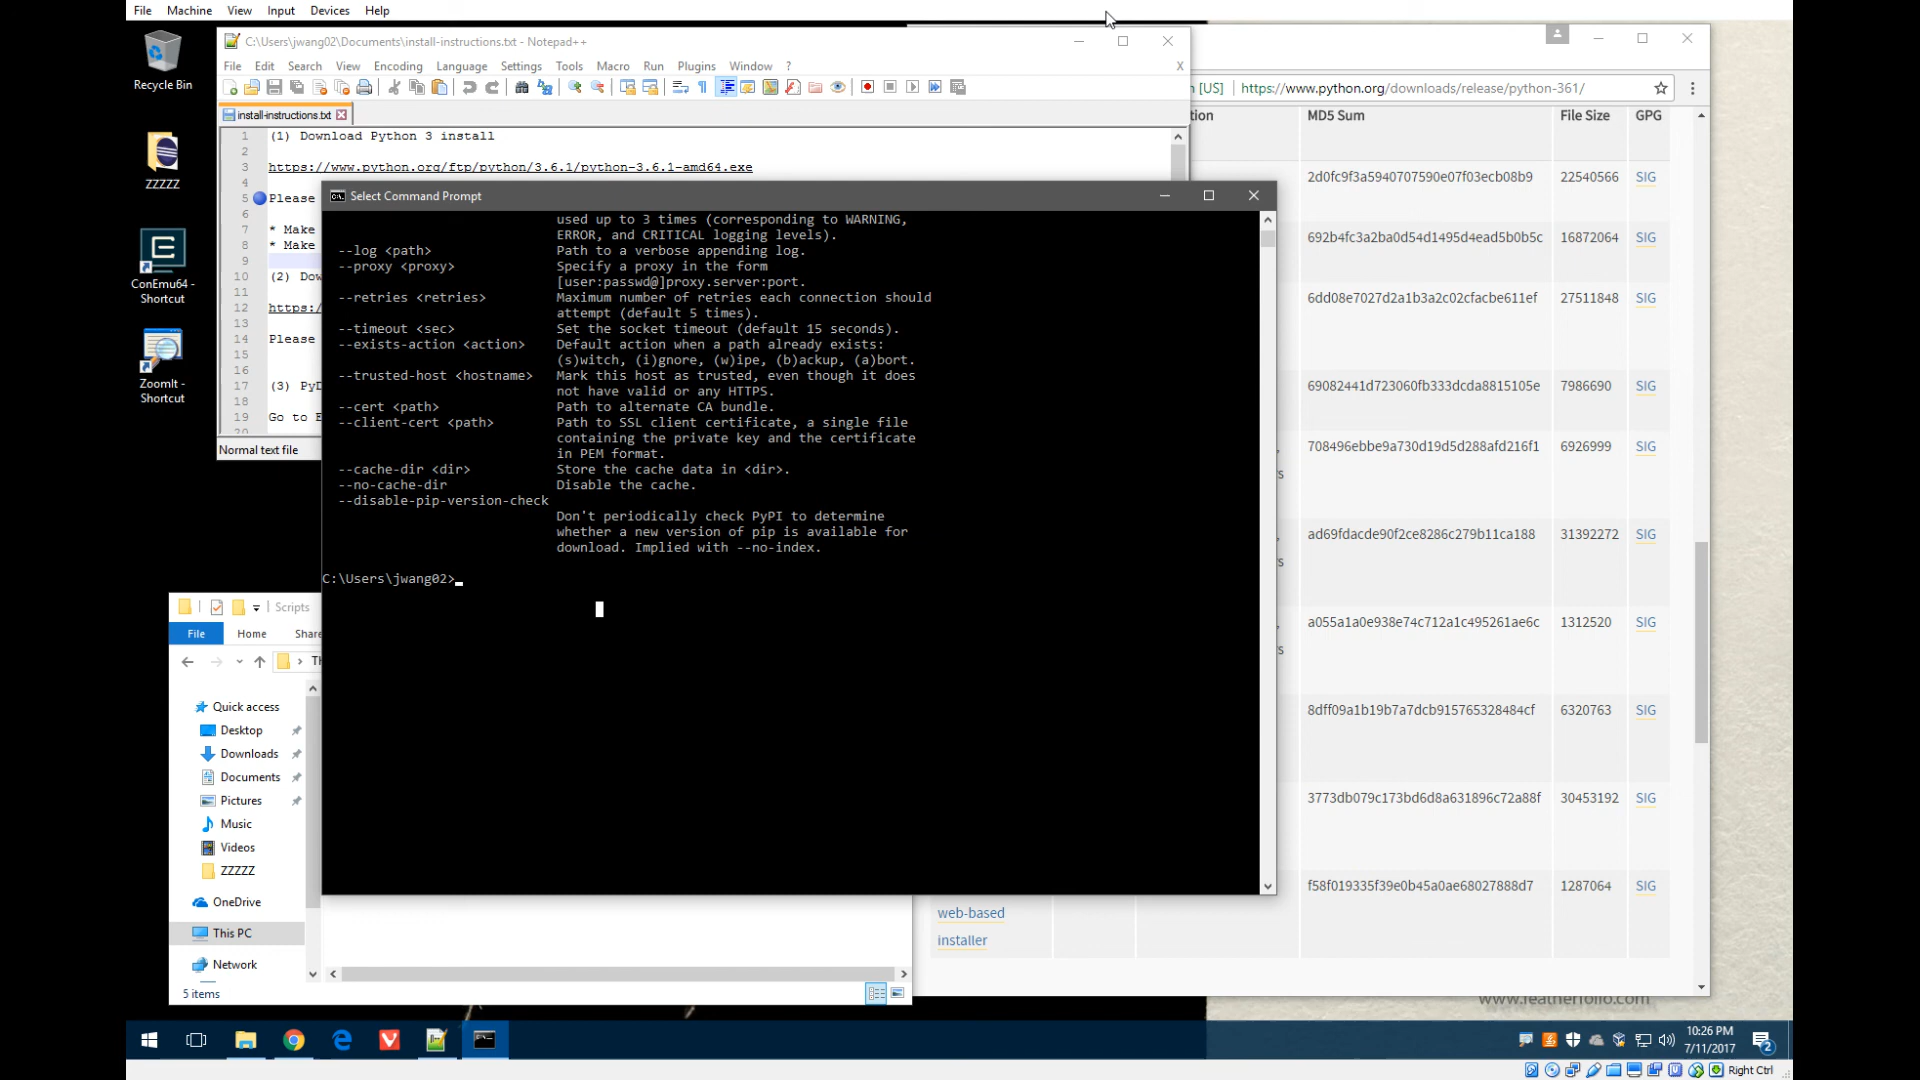 File Machine View Input Devices Help
Recycle Bin
ZZZZZ
ConEmu64 -
Shortcut
ZoomIt -
Shortcut
C:\Users\jwang02\Documents\install-instructions.txt - Notepad++
File Edit Search View Encoding Language Settings Tools Macro Run Plugins Window ? X
install-instructions.txt
1 (1) Download Python 3 install
2
3 https://www.python.org/ftp/python/3.6.1/python-3.6.1-amd64.exe
4
5 Please
6
7 * Make
8 * Make
9
10 (2) Dow
11
12 https:/
13
14 Please
15
16
17 (3) PyD
18
19 Go to E
20
Normal text file
Select Command Prompt
used up to 3 times (corresponding to WARNING,
ERROR, and CRITICAL logging levels).
--log <path> Path to a verbose appending log.
--proxy <proxy> Specify a proxy in the form
[user:passwd@]proxy.server:port.
--retries <retries> Maximum number of retries each connection should
attempt (default 5 times).
--timeout <sec> Set the socket timeout (default 15 seconds).
--exists-action <action> Default action when a path already exists:
(s)witch, (i)gnore, (w)ipe, (b)ackup, (a)bort.
--trusted-host <hostname> Mark this host as trusted, even though it does
not have valid or any HTTPS.
--cert <path> Path to alternate CA bundle.
--client-cert <path> Path to SSL client certificate, a single file
containing the private key and the certificate
in PEM format.
--cache-dir <dir> Store the cache data in <dir>.
--no-cache-dir Disable the cache.
--disable-pip-version-check
Don't periodically check PyPI to determine
whether a new version of pip is available for
download. Implied with --no-index.
C:\Users\jwang02>
n [US] https://www.python.org/downloads/release/python-361/
tion MD5 Sum File Size GPG
2d0fc9f3a5940707590e07f03ecb08b9 22540566 SIG
692b4fc3a2ba0d54d1495d4ead5b0b5c 16872064 SIG
6dd08e7027d2a1b3a2c02cfacbe611ef 27511848 SIG
69082441d723060fb333dcda8815105e 7986690 SIG
708496ebbe9a730d19d5d288afd216f1 6926999 SIG
ad69fdacde90f2ce8286c279b11ca188 31392272 SIG
a055a1a0e938e74c712a1c495261ae6c 1312520 SIG
8dff09a1b19b7a7dcb915765328484cf 6320763 SIG
3773db079c173bd6d8a631896c72a88f 30453192 SIG
f58f019335f39e0b45a0ae68027888d7 1287064 SIG
web-based
installer
Scripts
File Home Share
Quick access
Desktop
Downloads
Documents
Pictures
Music
Videos
ZZZZZ
OneDrive
This PC
Network
5 items
www.featherfolio.com
10:26 PM
7/11/2017
2
Right Ctrl